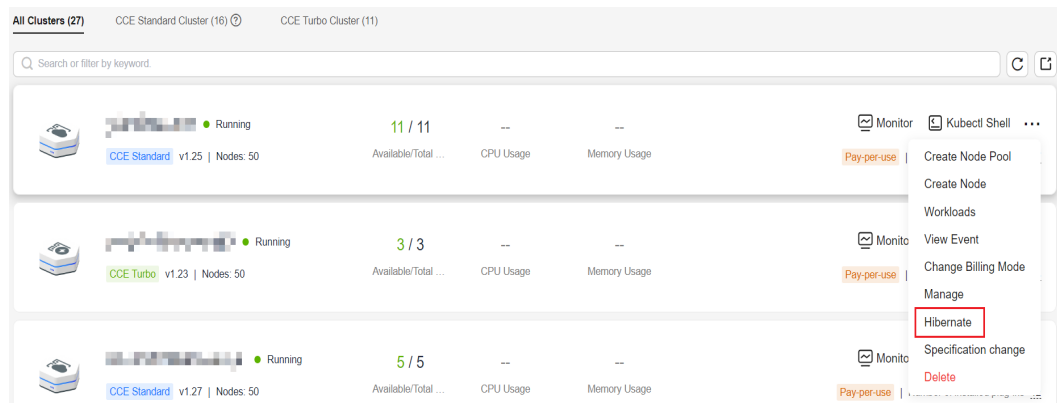 All Clusters (27) CCE Standard Cluster (16) ? CCE Turbo Cluster (11)
Search or filter by keyword.
Running 11 / 11 -- -- Monitor Kubectl Shell ...
CCE Standard v1.25 | Nodes: 50 Available/Total ... CPU Usage Memory Usage Pay-per-use |
Create Node Pool
Create Node
Workloads
View Event
Change Billing Mode
Manage
Hibernate
Specification change
Delete
Running 3 / 3 -- -- Monito
CCE Turbo v1.23 | Nodes: 50 Available/Total ... CPU Usage Memory Usage Pay-per-use |
Running 5 / 5 -- -- Monito
CCE Standard v1.27 | Nodes: 50 Available/Total ... CPU Usage Memory Usage Pay-per-use |